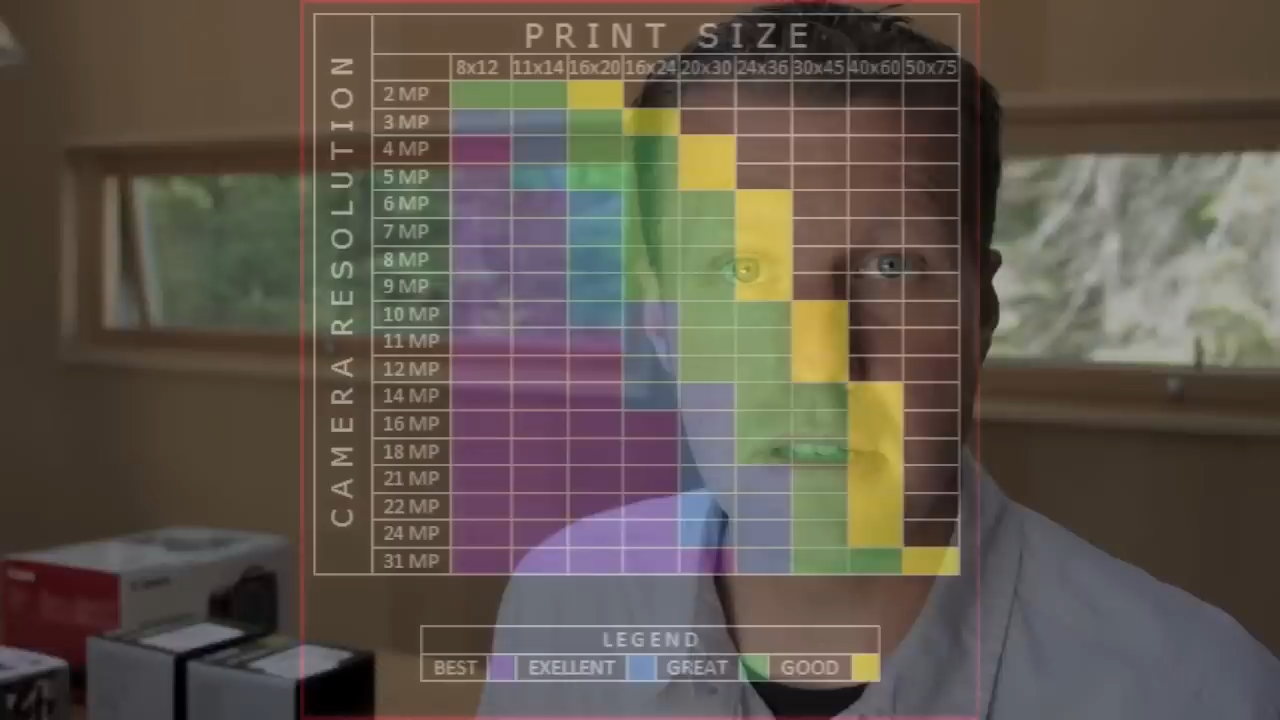 PRINT SIZE
CAMERA RESOLUTION
8x12 11x14 16x20 16x24 20x30 24x36 30x45 40x60 50x75
2 MP
3 MP
4 MP
5 MP
6 MP
7 MP
8 MP
9 MP
10 MP
11 MP
12 MP
14 MP
16 MP
18 MP
21 MP
22 MP
24 MP
31 MP
LEGEND
BEST EXELLENT GREAT GOOD